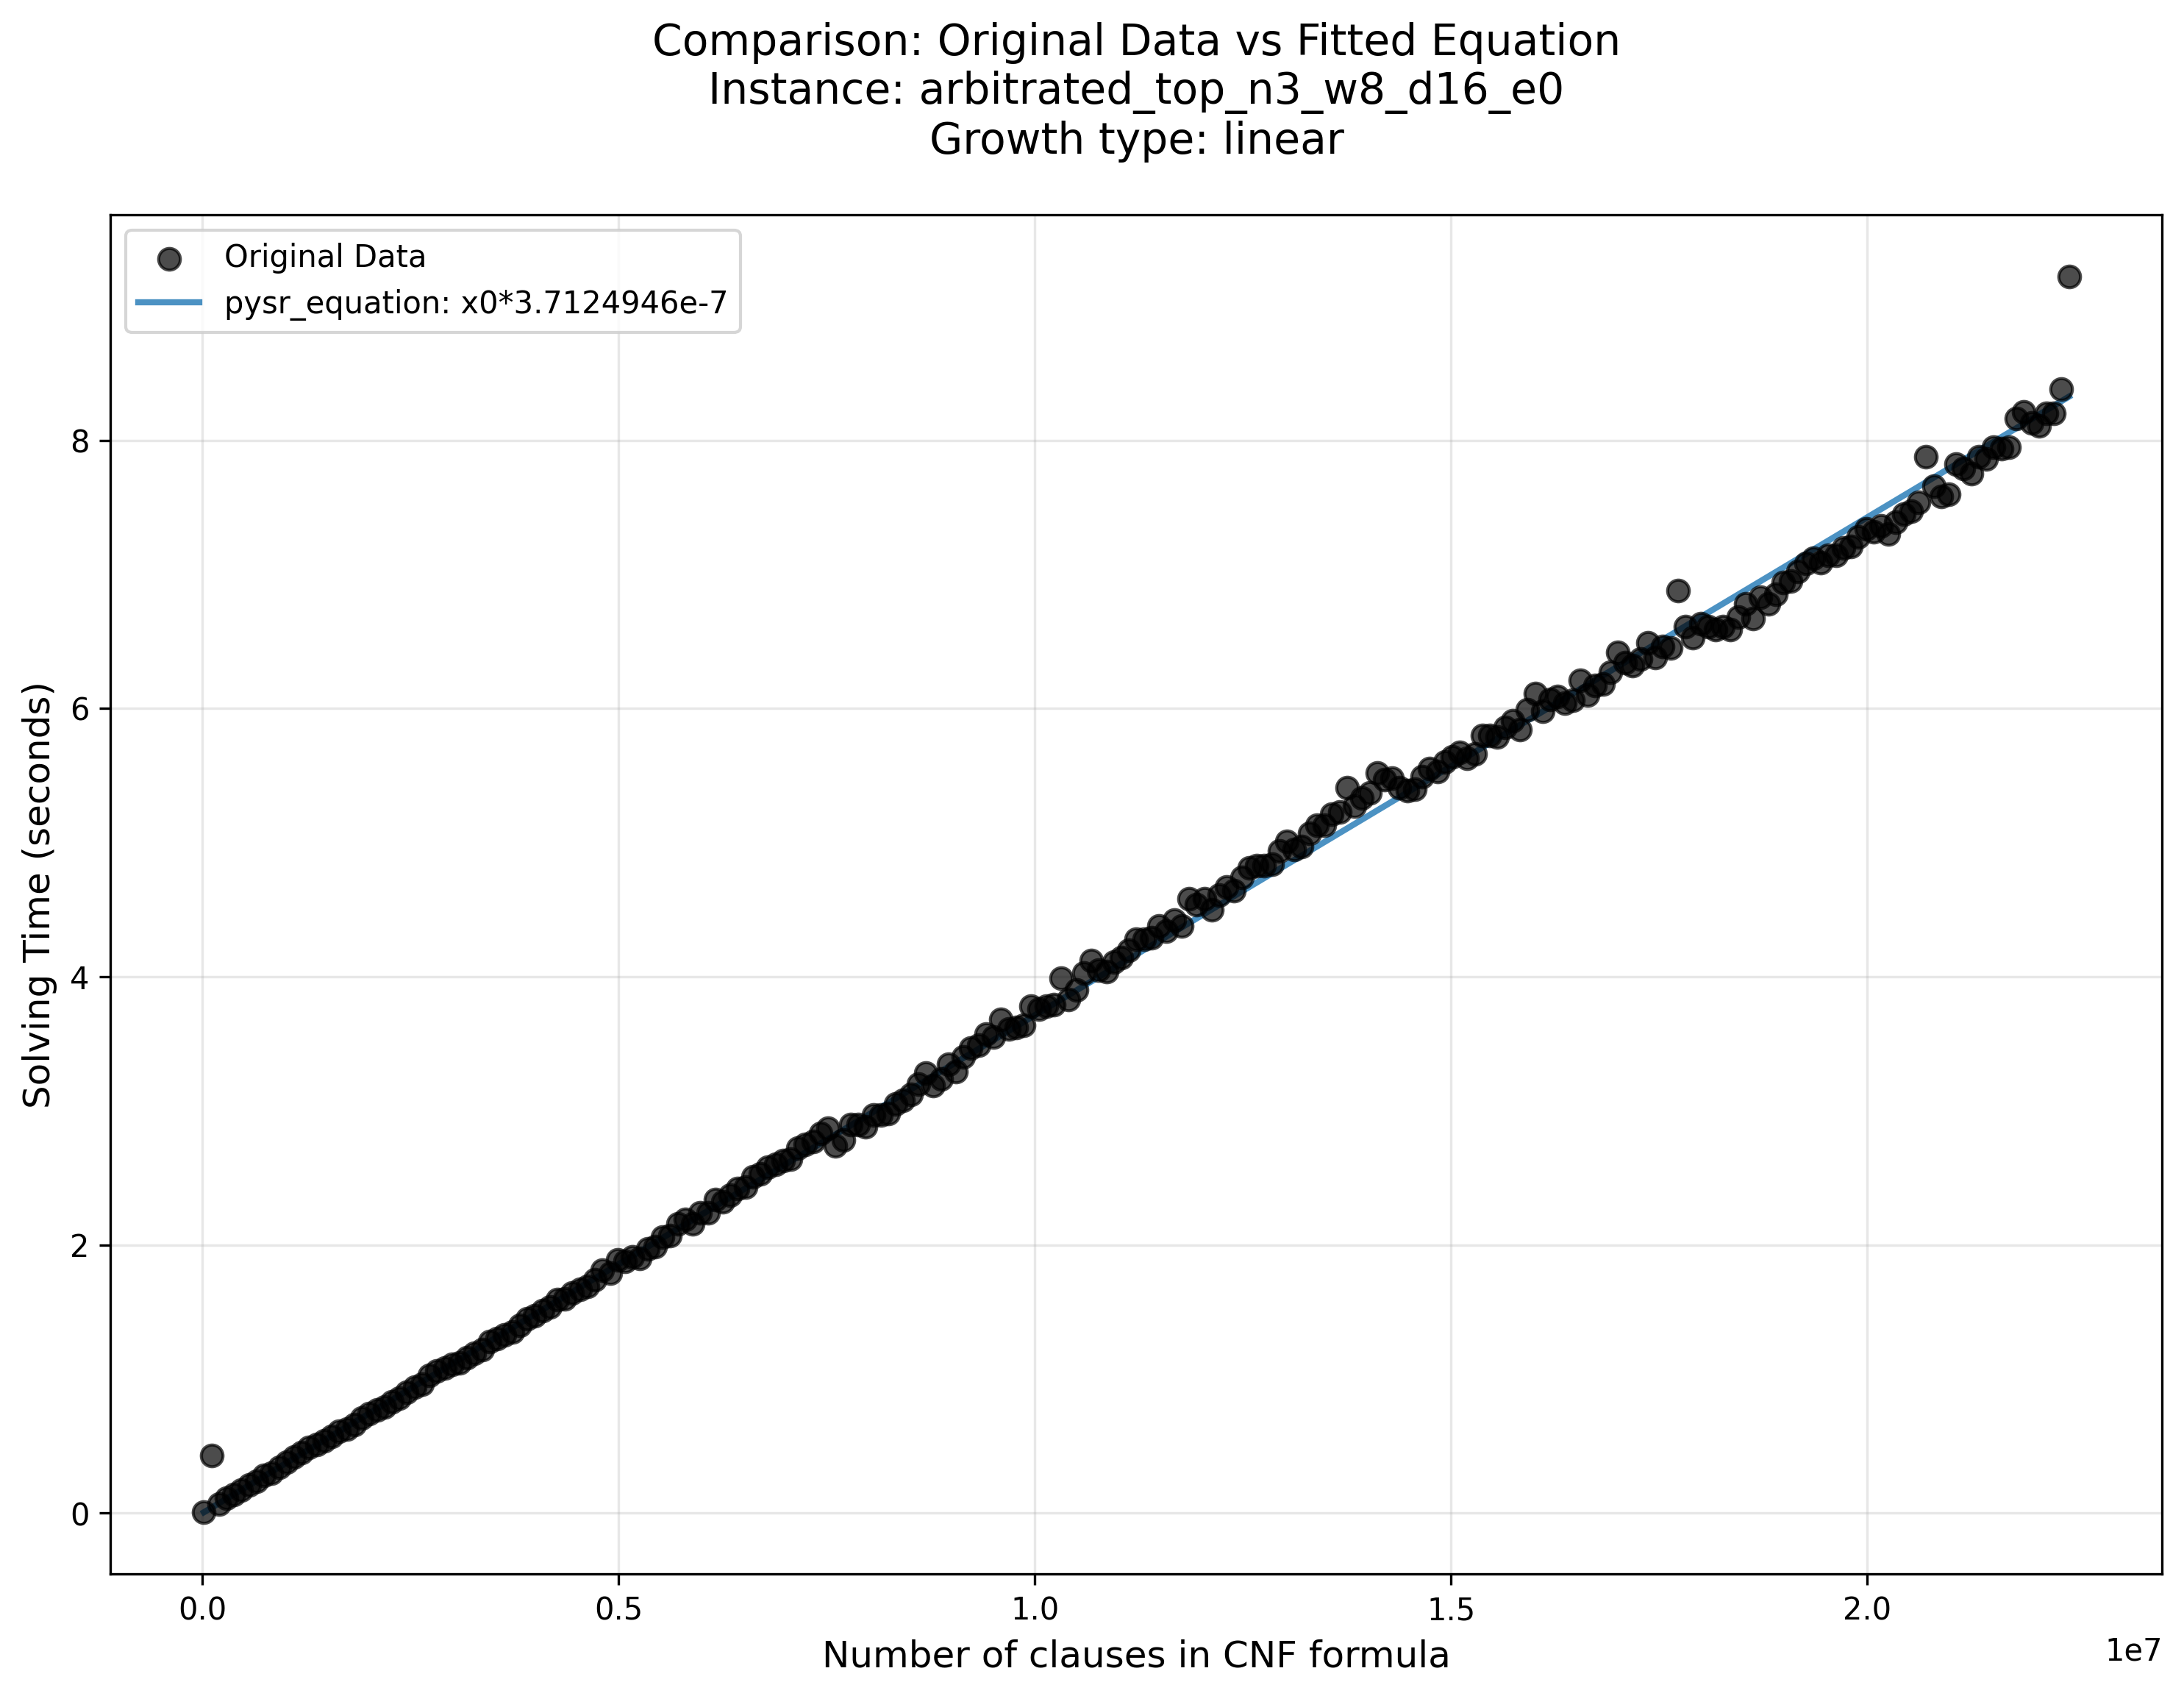 Comparison: Original Data vs Fitted Equation
Instance: arbitrated_top_n3_w8_d16_e0
Growth type: linear
Original Data
pysr_equation: x0*3.7124946e-7
Solving Time (seconds)
8
6
4
2
0
0.0 0.5 1.0 1.5 2.0
1e7
Number of clauses in CNF formula